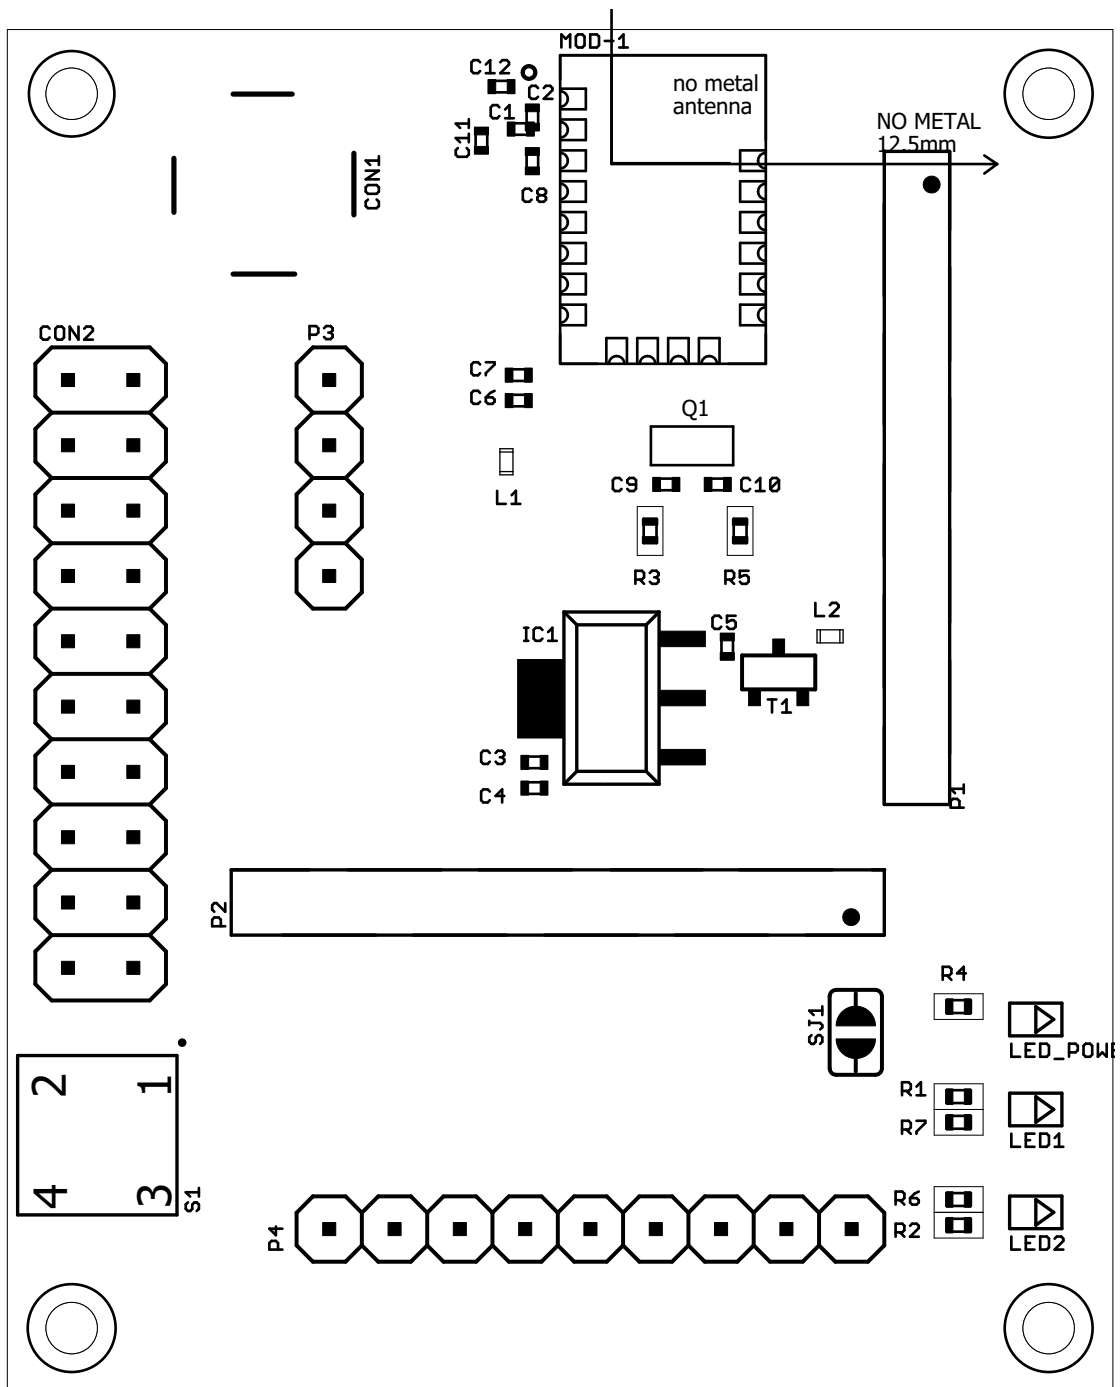 MOD-1
C12
C2
no metal
antenna
C1
C11
NO METAL
12.5mm
CON1
C8
CON2
P3
C7
C6
Q1
L1
C9
C10
R3
R5
L2
C5
IC1
T1
C3
C4
P1
P2
R4
SJ1
LED_POWE
2
1
R1
R7
LED1
4
3
S1
R6
R2
P4
LED2